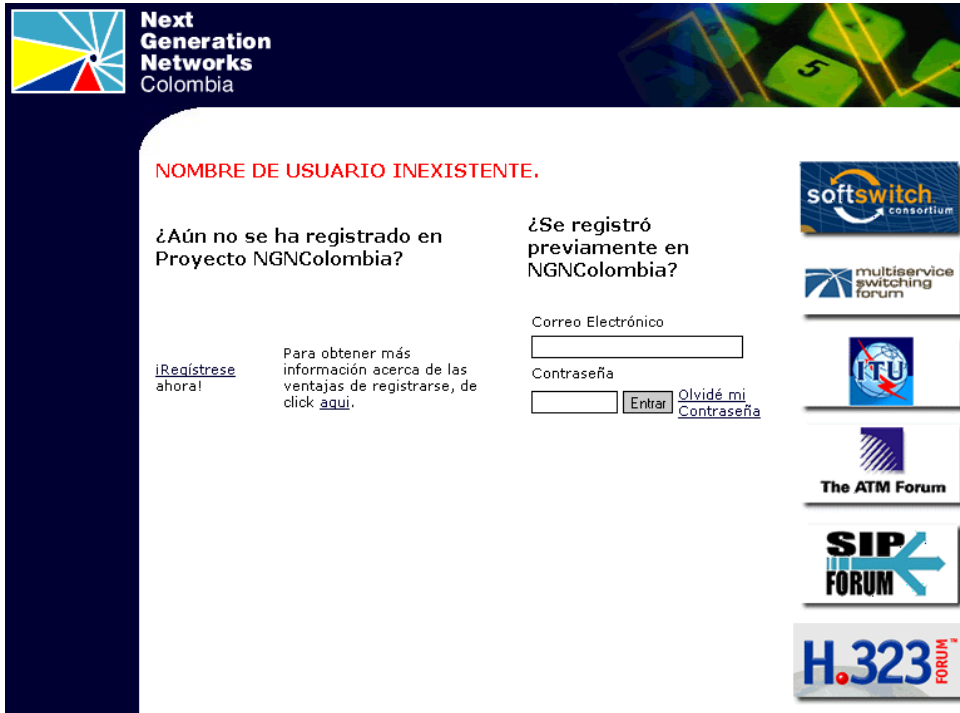 Next
Generation
Networks
Colombia
5
NOMBRE DE USUARIO INEXISTENTE.
¿Aún no se ha registrado en
Proyecto NGNColombia?
¡Regístrese
ahora!
Para obtener más
información acerca de las
ventajas de registrarse, de
click aqui.
¿Se registró
previamente en
NGNColombia?
Correo Electrónico
Contraseña
Entrar
Olvidé mi
Contraseña
softswitch
consortium
multiservice
switching
forum
ITU
The ATM Forum
SIP
FORUM
H.323 FORUM™